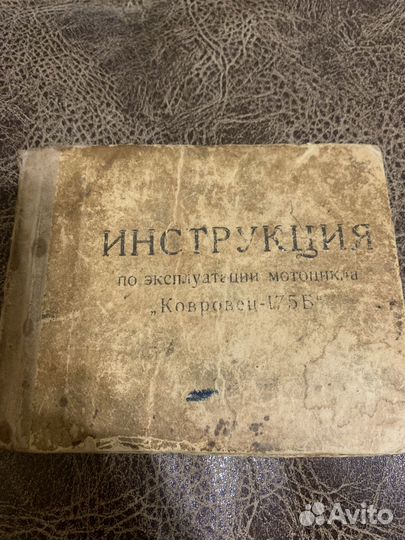 ИНСТРУКЦИЯ
по эксплуатации мотоцикла
„Ковровец-175Б"
Avito